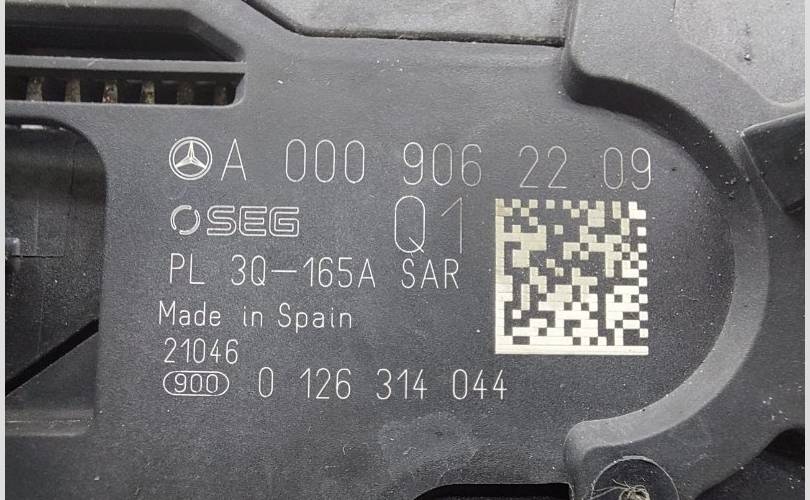 A 000 906 22 09
SEG Q1
PL 3Q-165A SAR
Made in Spain
21046
900 0 126 314 044